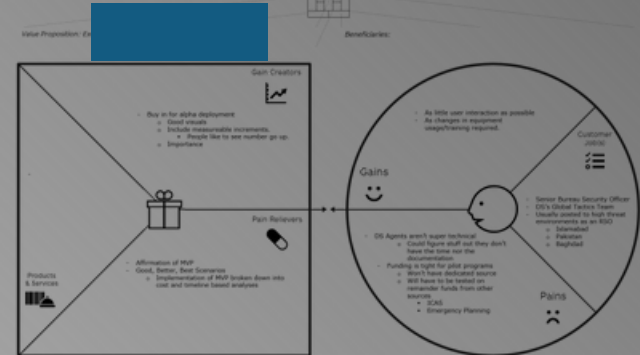 Value Proposition:
Beneficiaries:
Gain Creators
- Buy in for alpha deployment
o Good visuals
o Include measureable increments.
• People like to see number go up.
o Importance
Pain Relievers
- Affirmation of MVP
- Good, Better, Best Scenarios
o Implementation of MVP broken down into
cost and timeline based analyses
Products
& Services
- As little user interaction as possible
- As changes in equipment
usage/training required.
Gains
Customer
Job(s)
- Senior Bureau Security Officer
- DS's Global Tactics Team
- Usually posted to high threat
environments as an RSO
o Islamabad
o Pakistan
o Baghdad
- DS Agents aren't super technical
o Could figure stuff out they don't
have the time nor the
documentation
- Funding is tight for pilot programs
o Won't have dedicated source
o Will have to be tested on
remainder funds from other
sources
• ICAS
• Emergency Planning
Pains